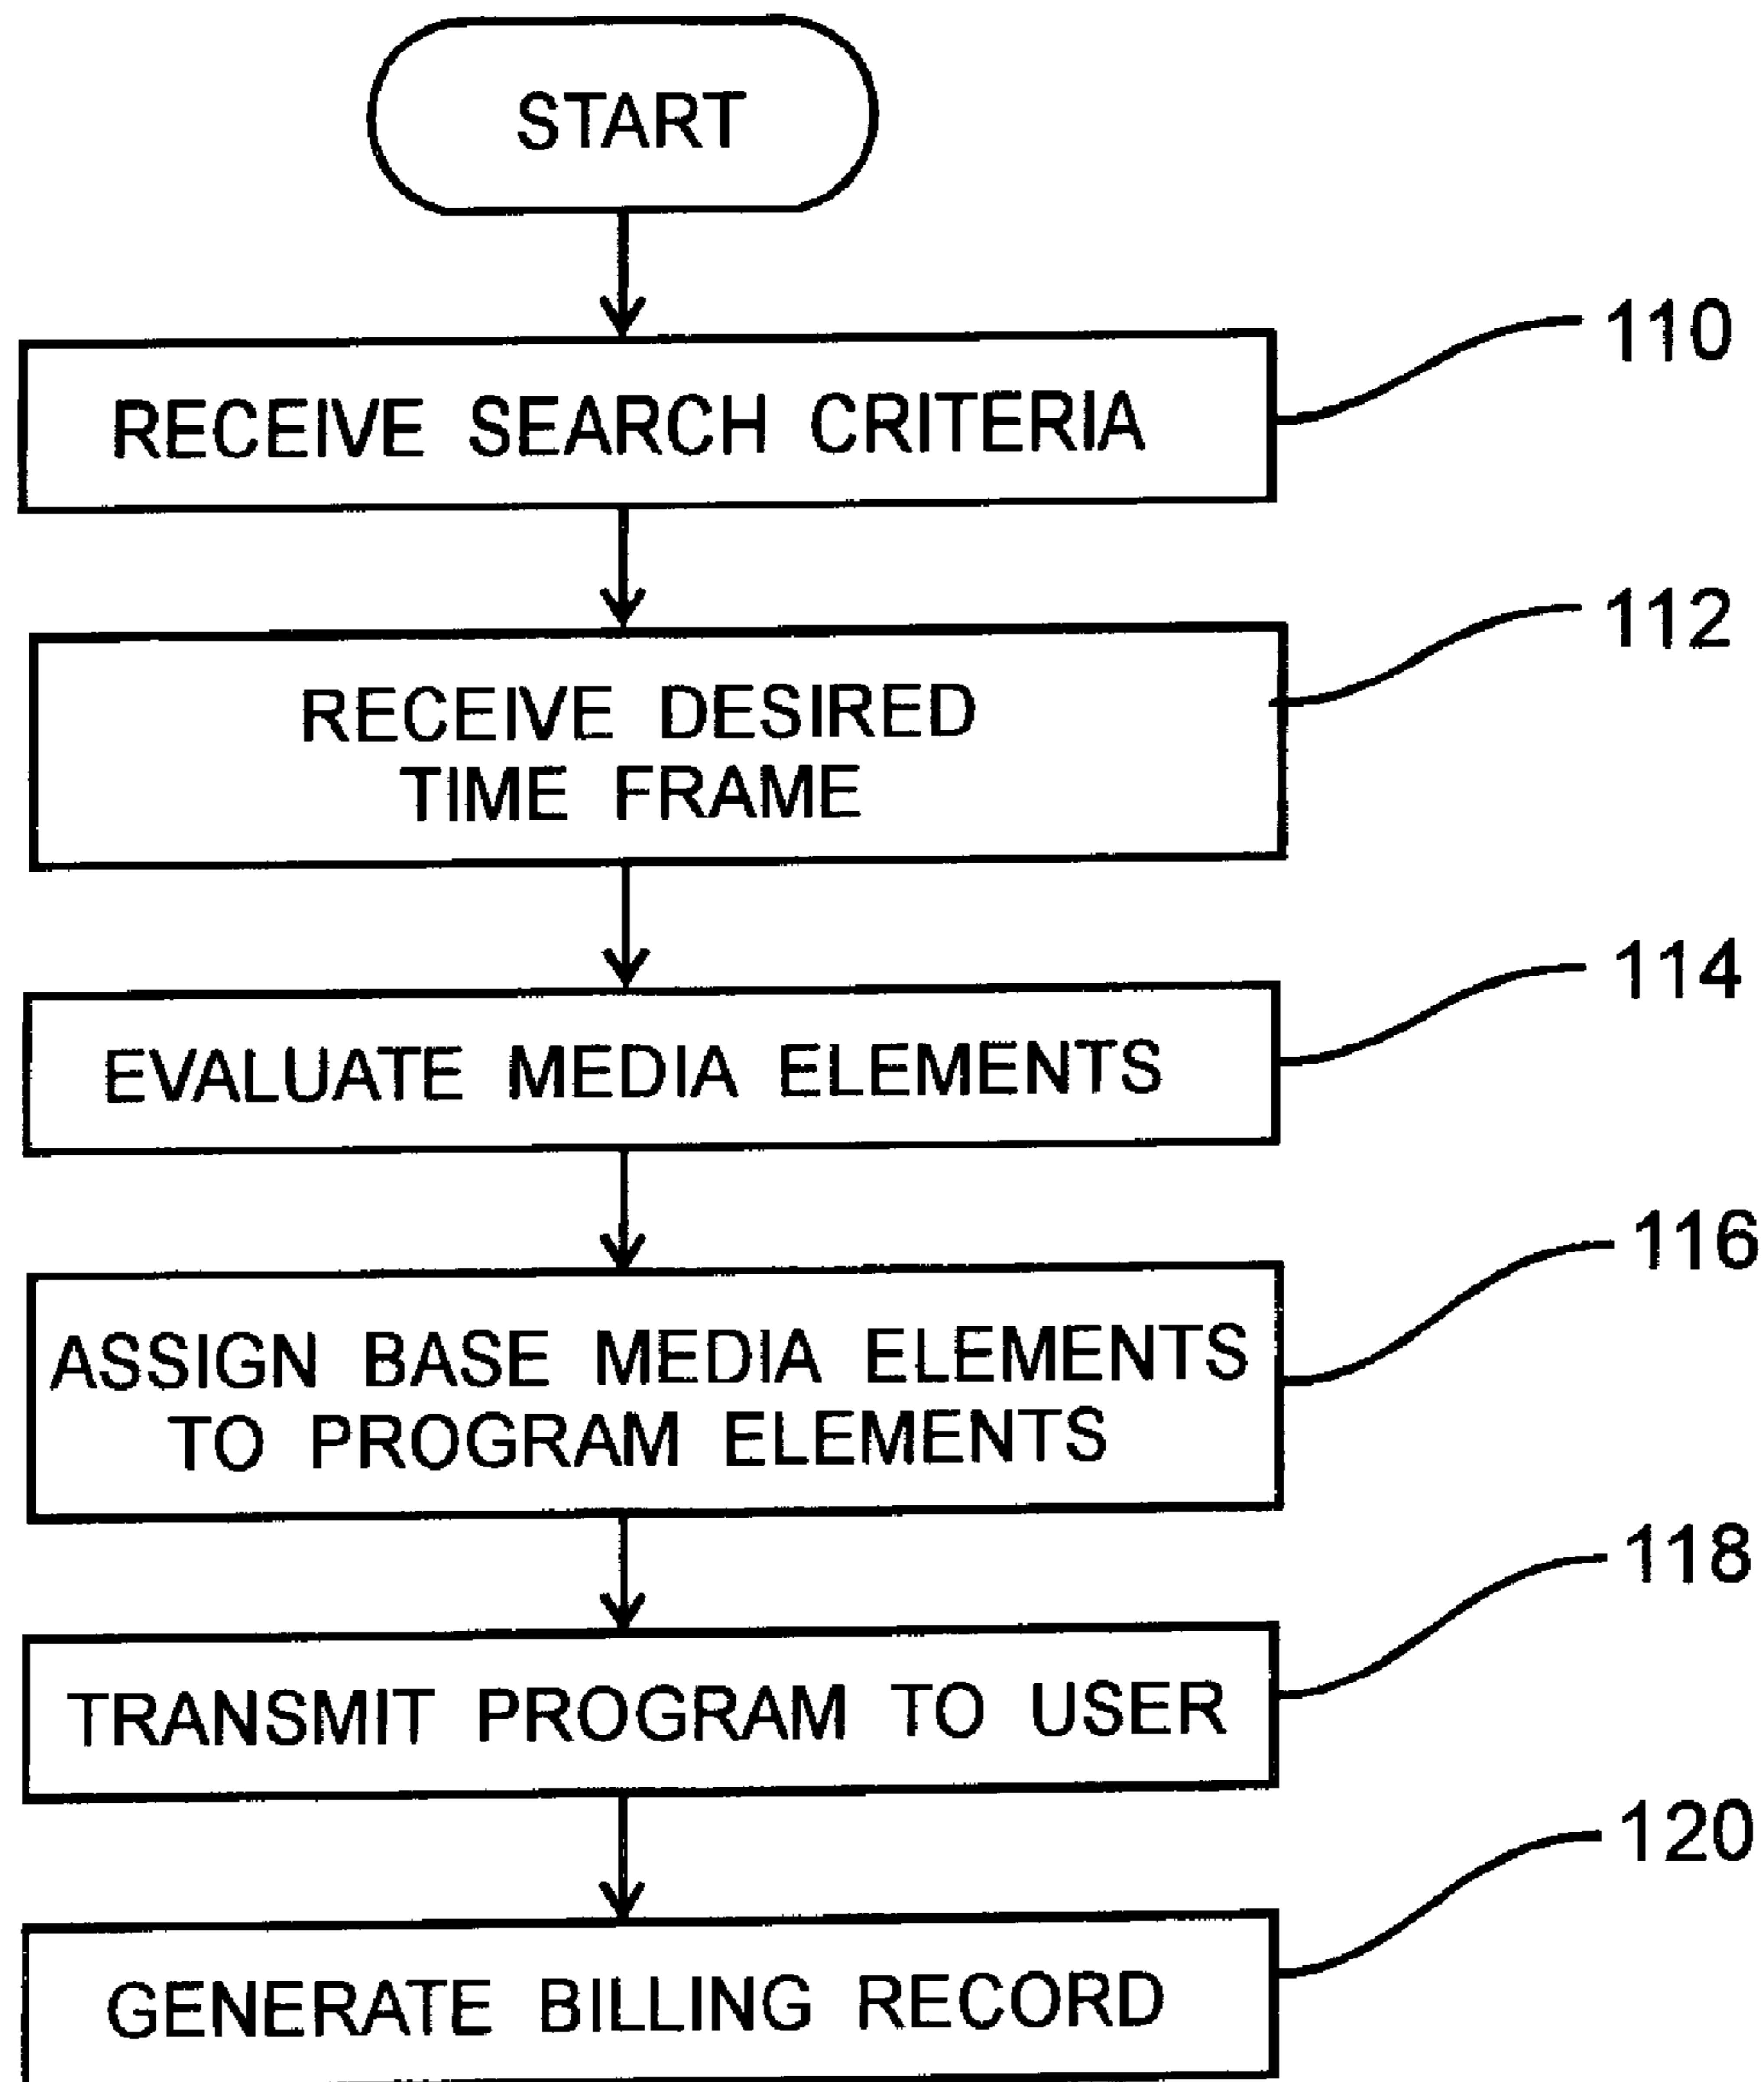 START
RECEIVE SEARCH CRITERIA
110
RECEIVE DESIRED
TIME FRAME
112
EVALUATE MEDIA ELEMENTS
114
ASSIGN BASE MEDIA ELEMENTS
TO PROGRAM ELEMENTS
116
TRANSMIT PROGRAM TO USER
118
GENERATE BILLING RECORD
120